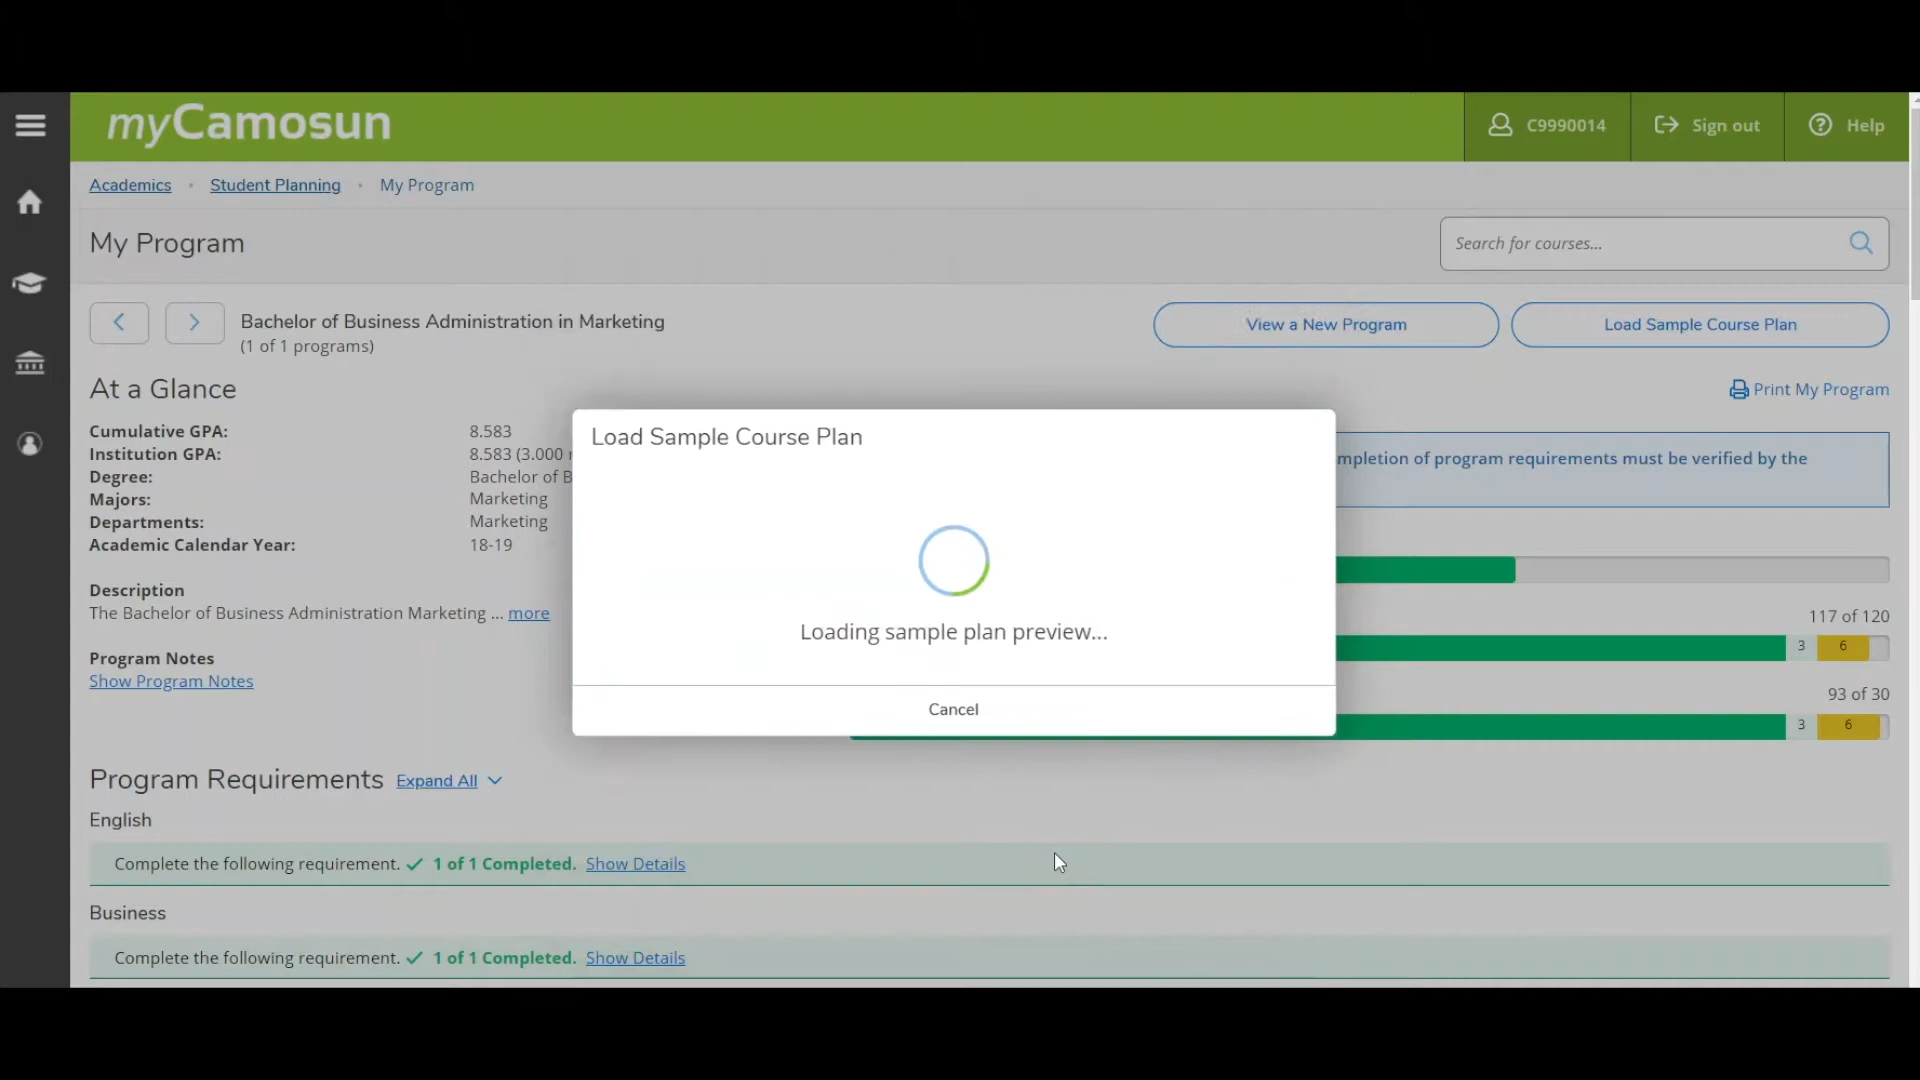 myCamosun
C9990014
Sign out
Help
Academics • Student Planning • My Program
My Program
Search for courses...
Bachelor of Business Administration in Marketing
(1 of 1 programs)
View a New Program
Load Sample Course Plan
At a Glance
Print My Program
Cumulative GPA: 8.583
Institution GPA: 8.583 (3.000
Degree: Bachelor of B
Majors: Marketing
Departments: Marketing
Academic Calendar Year: 18-19
Description
The Bachelor of Business Administration Marketing ... more
Program Notes
Show Program Notes
Load Sample Course Plan
Loading sample plan preview...
Cancel
mpletion of program requirements must be verified by the
117 of 120
3 6
93 of 30
3 6
Program Requirements Expand All
English
Complete the following requirement. ✓ 1 of 1 Completed. Show Details
Business
Complete the following requirement. ✓ 1 of 1 Completed. Show Details